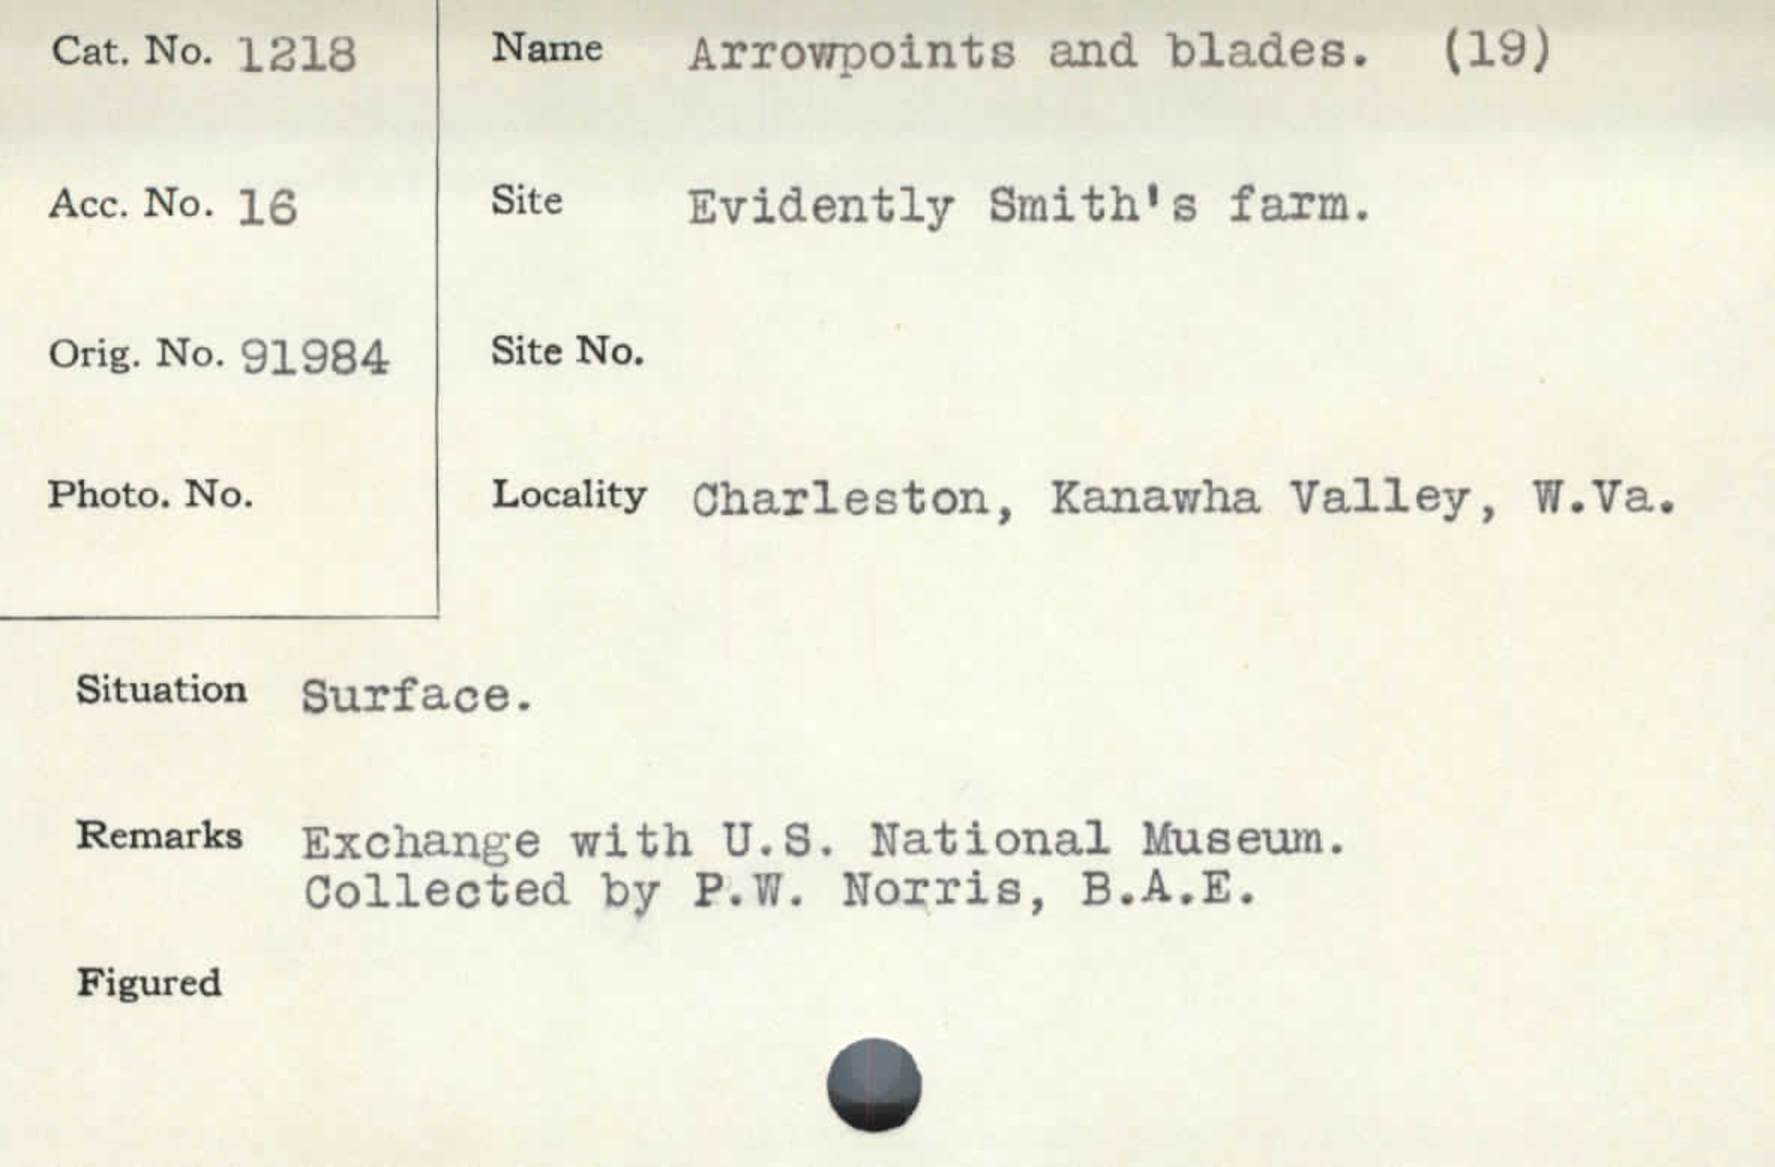 Cat. No. 1218
Name Arrowpoints and blades. (19)
Acc. No. 16
Site Evidently Smith's farm.
Orig. No. 91984
Site No.
Photo. No.
Locality Charleston, Kanawha Valley, W.Va.
Situation Surface.
Remarks Exchange with U.S. National Museum.
Collected by P.W. Norris, B.A.E.
Figured